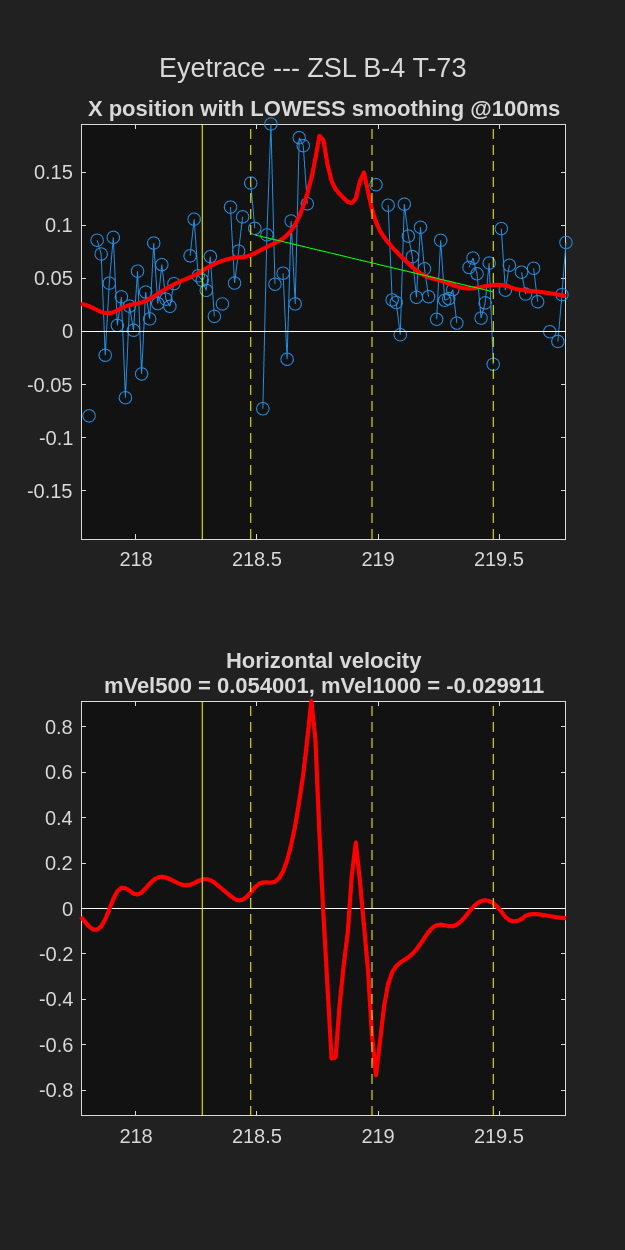 Eyetrace --- ZSL B-4 T-73
X position with LOWESS smoothing @100ms
0.15
0.1
0.05
0
-0.05
-0.1
-0.15
218 218.5 219 219.5
Horizontal velocity
mVel500 = 0.054001, mVel1000 = -0.029911
0.8
0.6
0.4
0.2
0
-0.2
-0.4
-0.6
-0.8
218 218.5 219 219.5